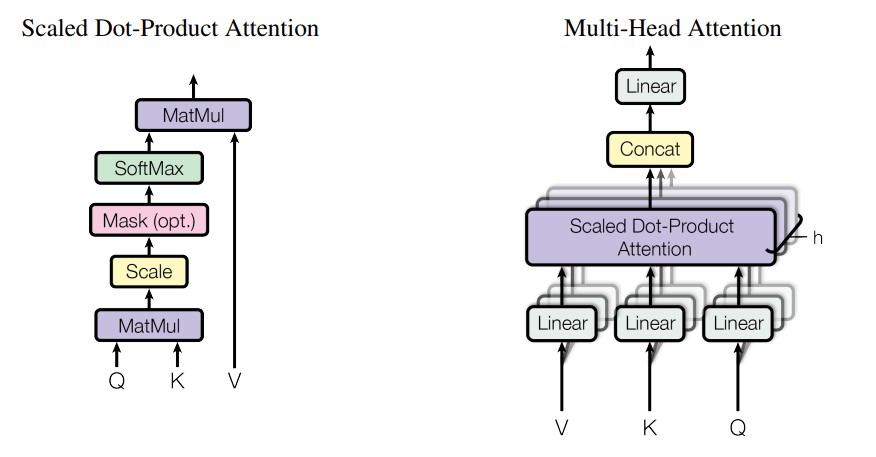 Scaled Dot-Product Attention
MatMul
SoftMax
Mask (opt.)
Scale
MatMul
Q K V
Multi-Head Attention
Linear
Concat
Scaled Dot-Product
Attention
h
Linear Linear Linear
V K Q